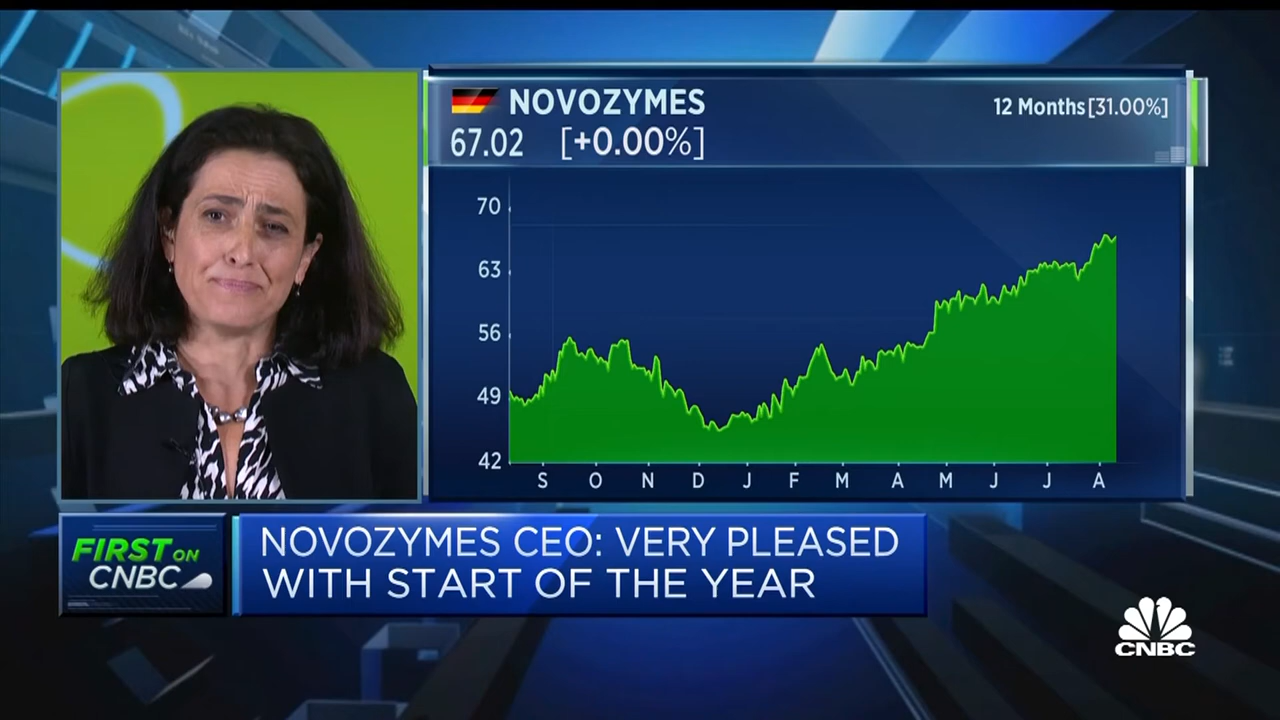 NOVOZYMES
12 Months[31.00%]
67.02 [+0.00%]
70
63
56
49
42
S O N D J F M A M J J A
FIRST ON
CNBC
NOVOZYMES CEO: VERY PLEASED
WITH START OF THE YEAR
CNBC